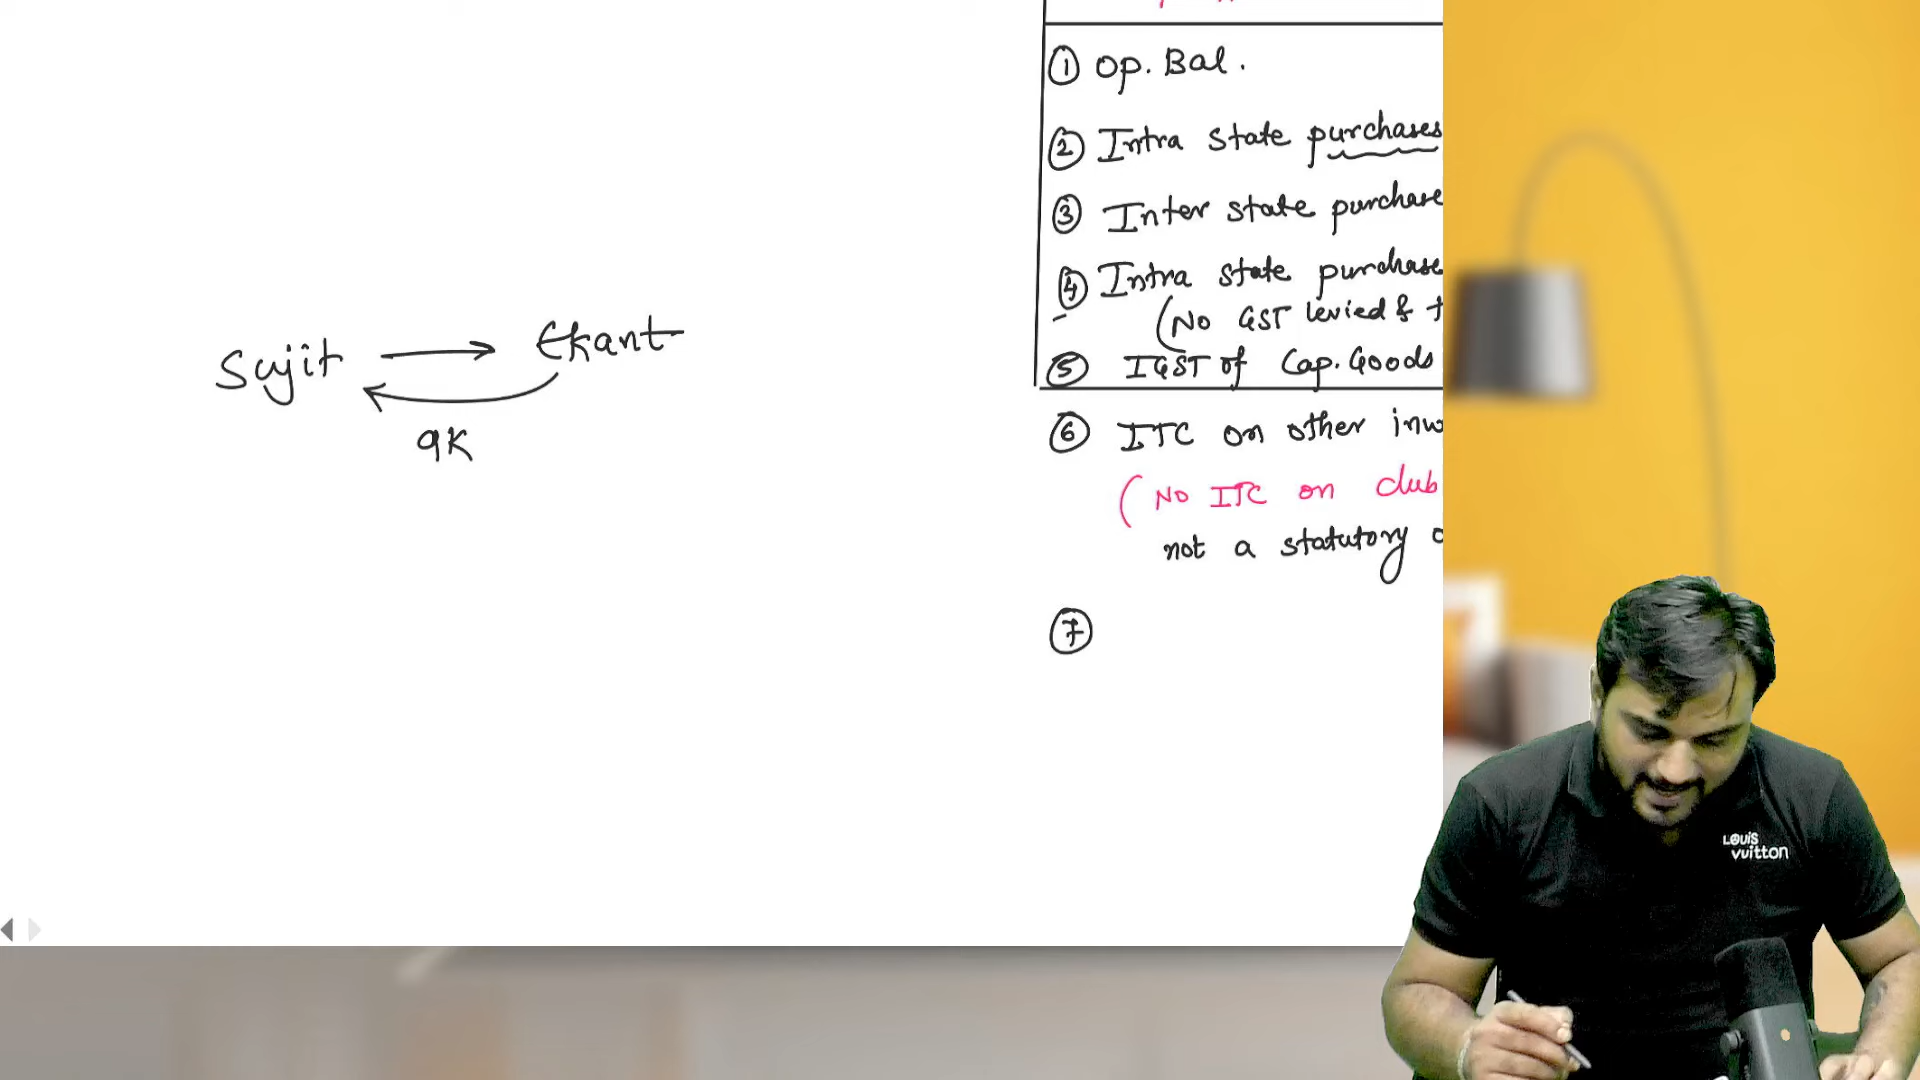 ① Op. Bal.
② Intra state purchases
③ Inter state purchase
④ Intra state purchase
(No GST levied &
⑤ IGST of Cap. Goods
⑥ ITC on other
(No ITC on club
not a statutory
⑦
Sujit → Ekant
9K
Louis
Vuitton